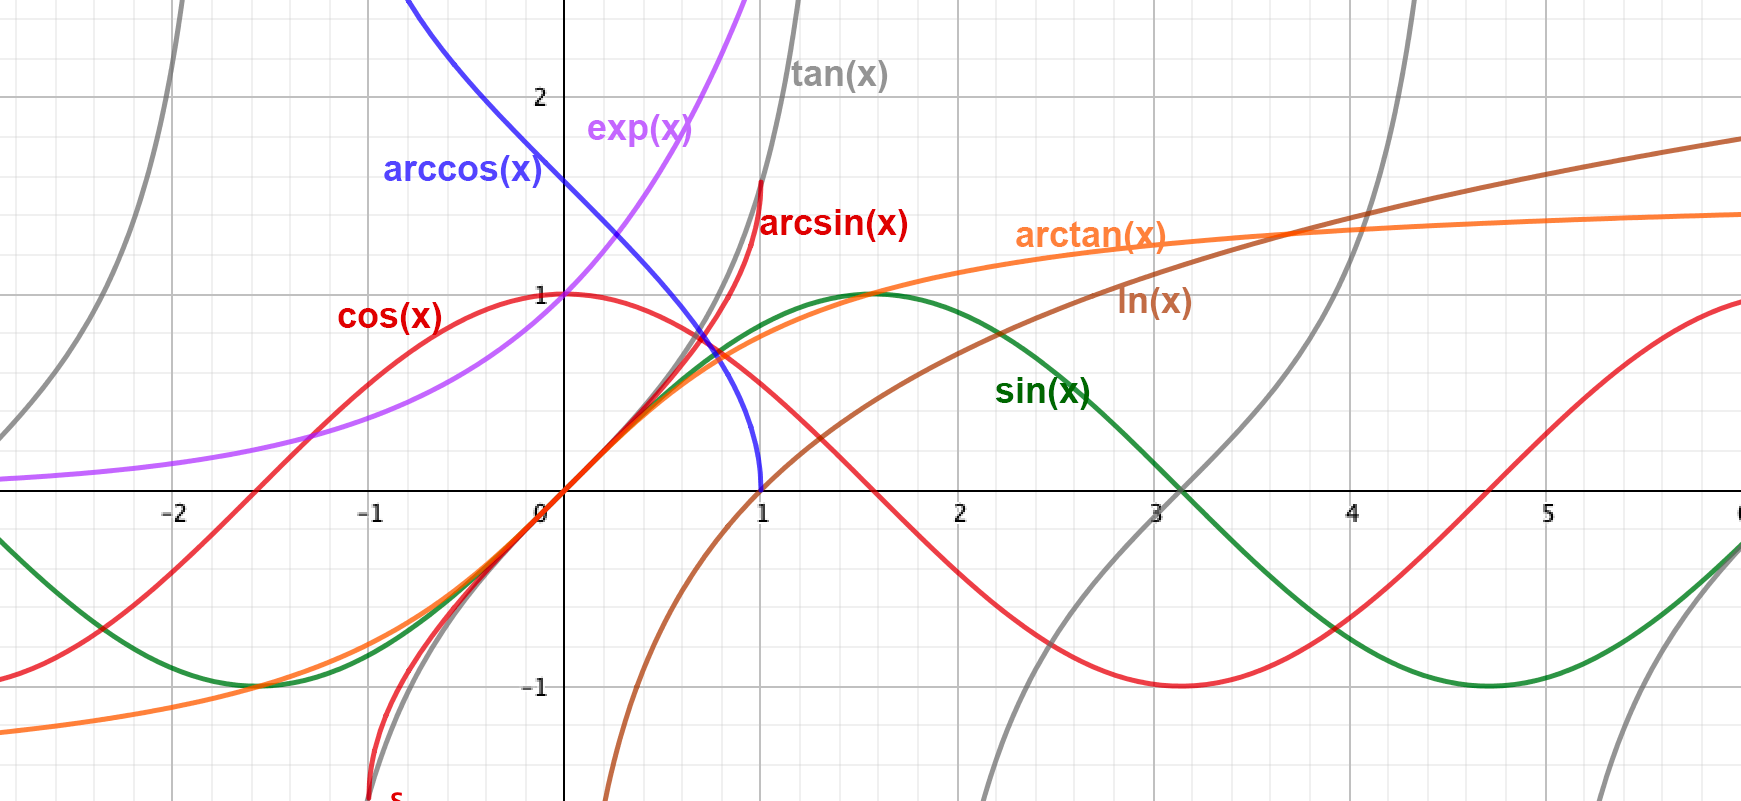 tan(x)
2
exp(x)
arccos(x)
arcsin(x)
arctan(x)
1
ln(x)
cos(x)
sin(x)
−2 −1 0 1 2 3 4 5
−1
s